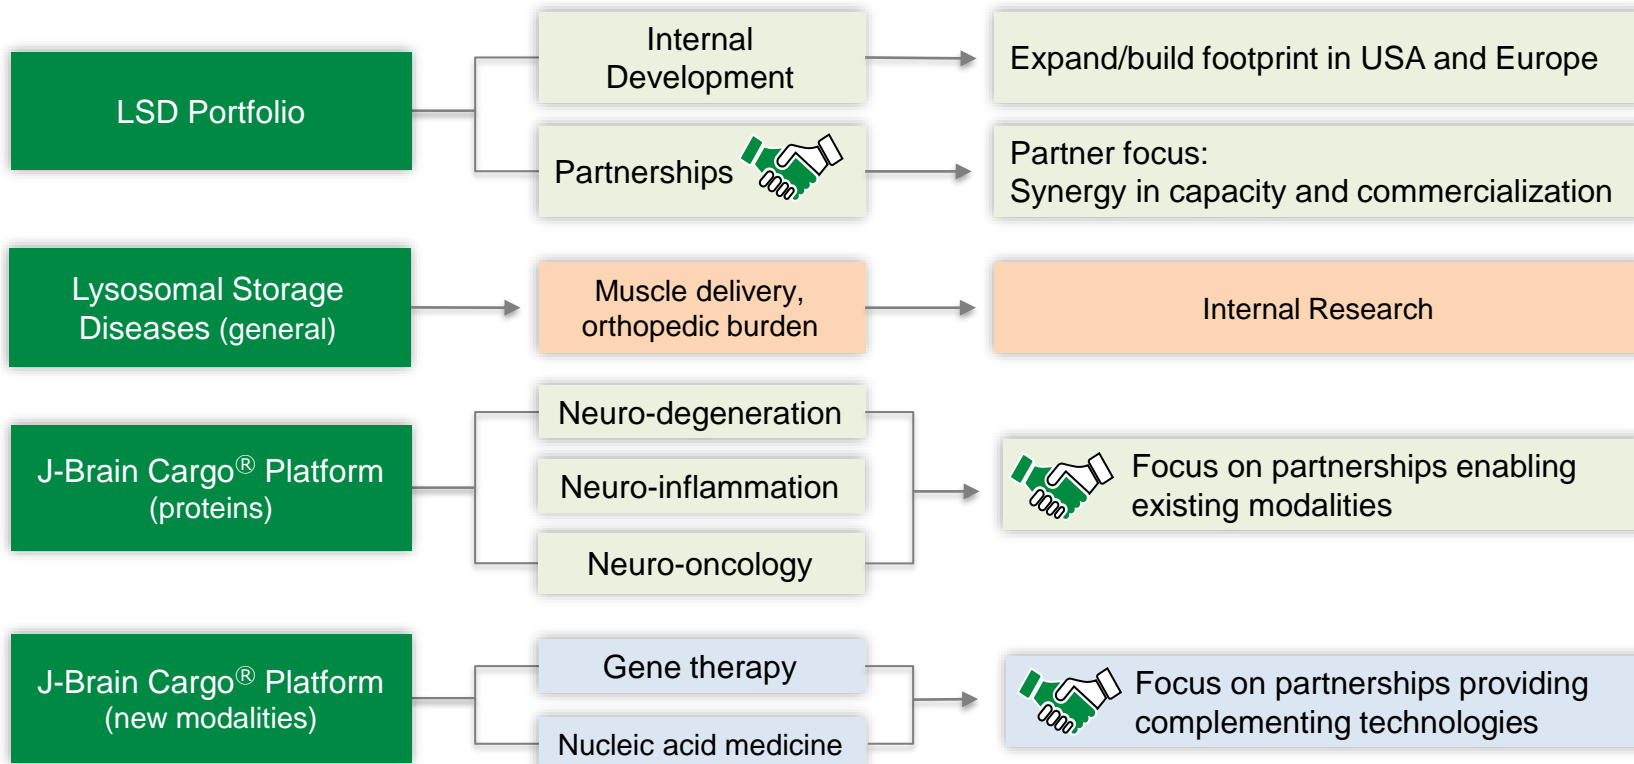 LSD Portfolio
Internal
Development
Expand/build footprint in USA and Europe
Partnerships
Partner focus:
Synergy in capacity and commercialization
Lysosomal Storage
Diseases (general)
Muscle delivery,
orthopedic burden
Internal Research
J-Brain Cargo® Platform
(proteins)
Neuro-degeneration
Neuro-inflammation
Neuro-oncology
Focus on partnerships enabling
existing modalities
J-Brain Cargo® Platform
(new modalities)
Gene therapy
Nucleic acid medicine
Focus on partnerships providing
complementing technologies